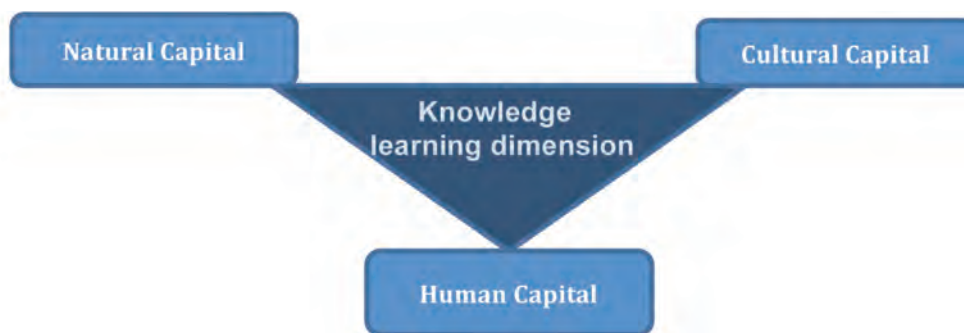 Natural Capital
Cultural Capital
Knowledge
learning dimension
Human Capital